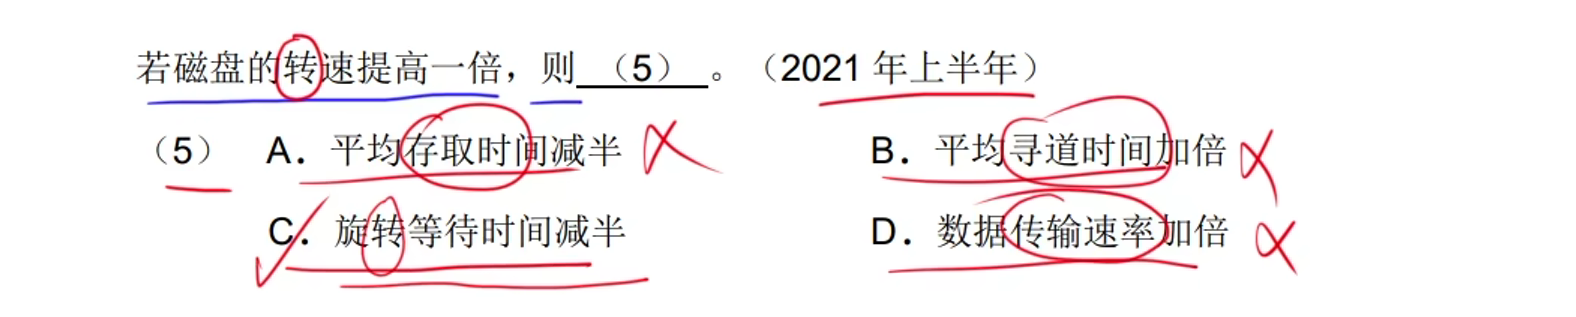 若磁盘的转速提高一倍，则 （5） 。（2021 年上半年）
（5） A．平均存取时间减半 B．平均寻道时间加倍
C．旋转等待时间减半 D．数据传输速率加倍